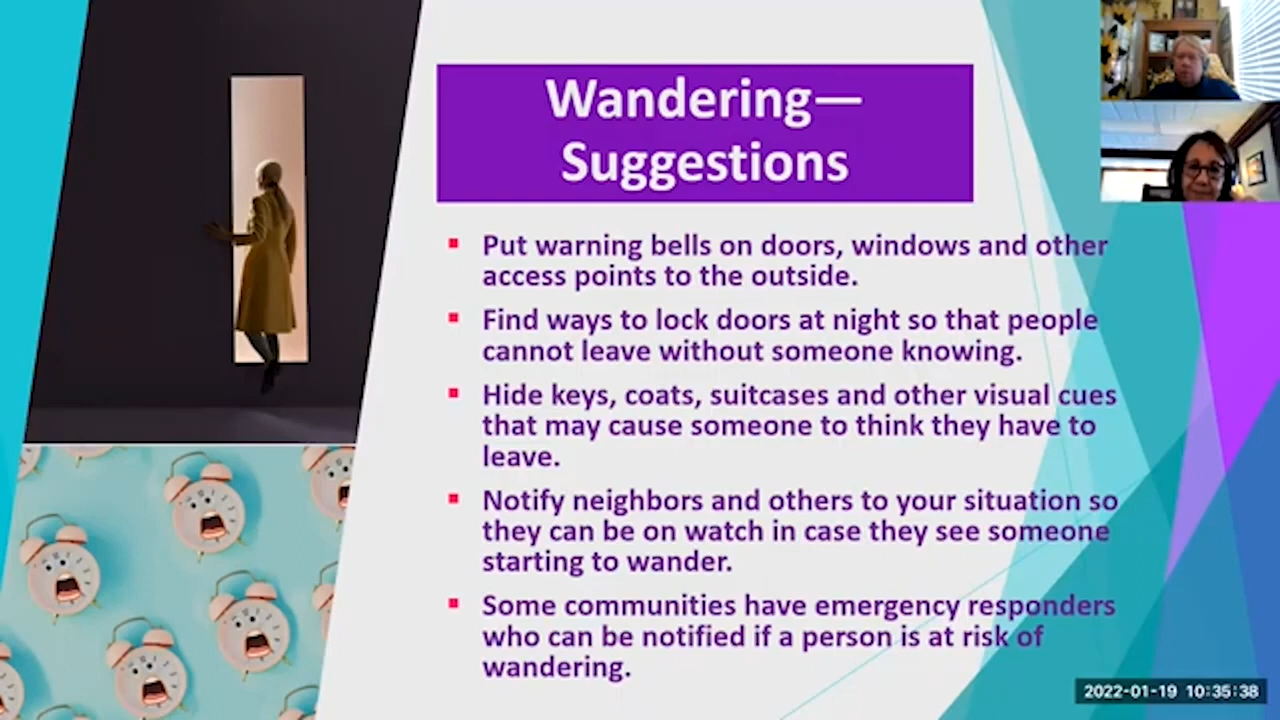 Wandering—
Suggestions
Put warning bells on doors, windows and other
access points to the outside.
Find ways to lock doors at night so that people
cannot leave without someone knowing.
Hide keys, coats, suitcases and other visual cues
that may cause someone to think they have to
leave.
Notify neighbors and others to your situation so
they can be on watch in case they see someone
starting to wander.
Some communities have emergency responders
who can be notified if a person is at risk of
wandering.
2022-01-19 10:35:38